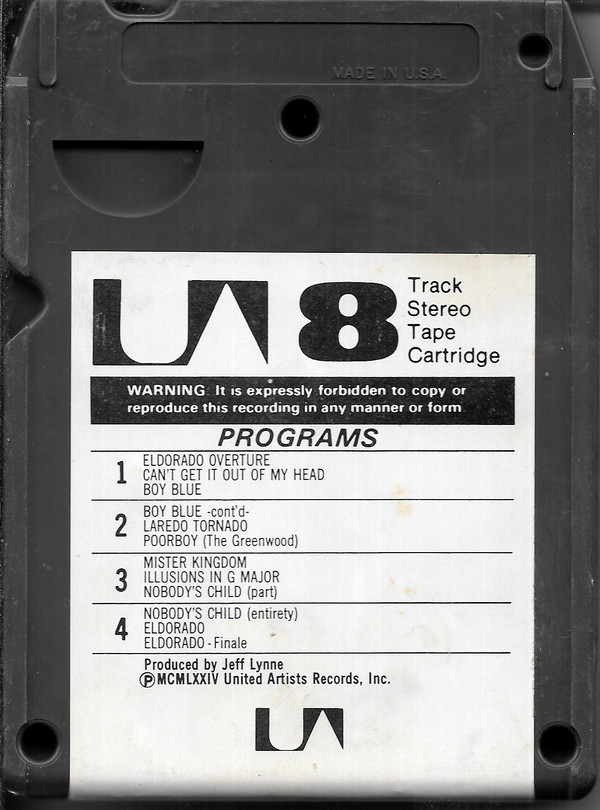 MADE IN U.S.A.
UA 8 Track
Stereo
Tape
Cartridge
WARNING It is expressly forbidden to copy or
reproduce this recording in any manner or form
PROGRAMS
1 ELDORADO OVERTURE
CAN'T GET IT OUT OF MY HEAD
BOY BLUE
2 BOY BLUE -cont'd-
LAREDO TORNADO
POORBOY (The Greenwood)
3 MISTER KINGDOM
ILLUSIONS IN G MAJOR
NOBODY'S CHILD (part)
4 NOBODY'S CHILD (entirety)
ELDORADO
ELDORADO - Finale
Produced by Jeff Lynne
℗MCMLXXIV United Artists Records, Inc.
UA